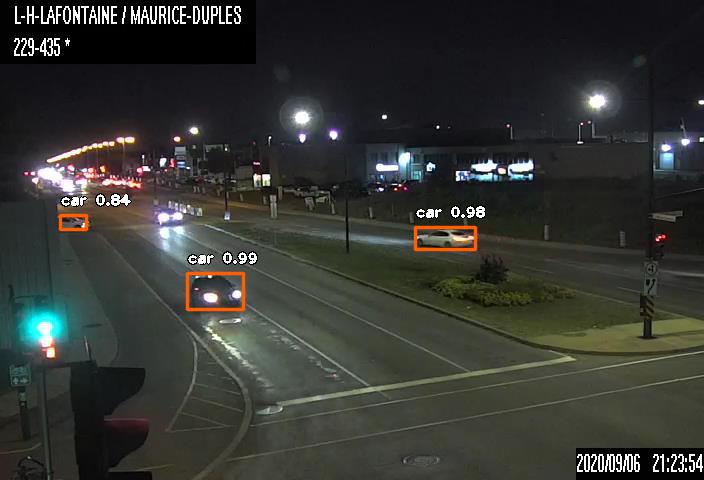 L-H-LAFONTAINE / MAURICE-DUPLES
229-435 *
car 0.84
car 0.98
car 0.99
2020/09/06 21:23:54